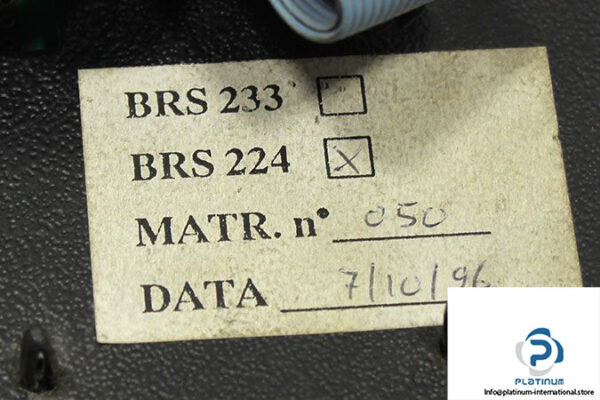 BRS 233
BRS 224 X
MATR. n° 050
DATA 7/10/96
PLATINUM
Info@platinum-international.store